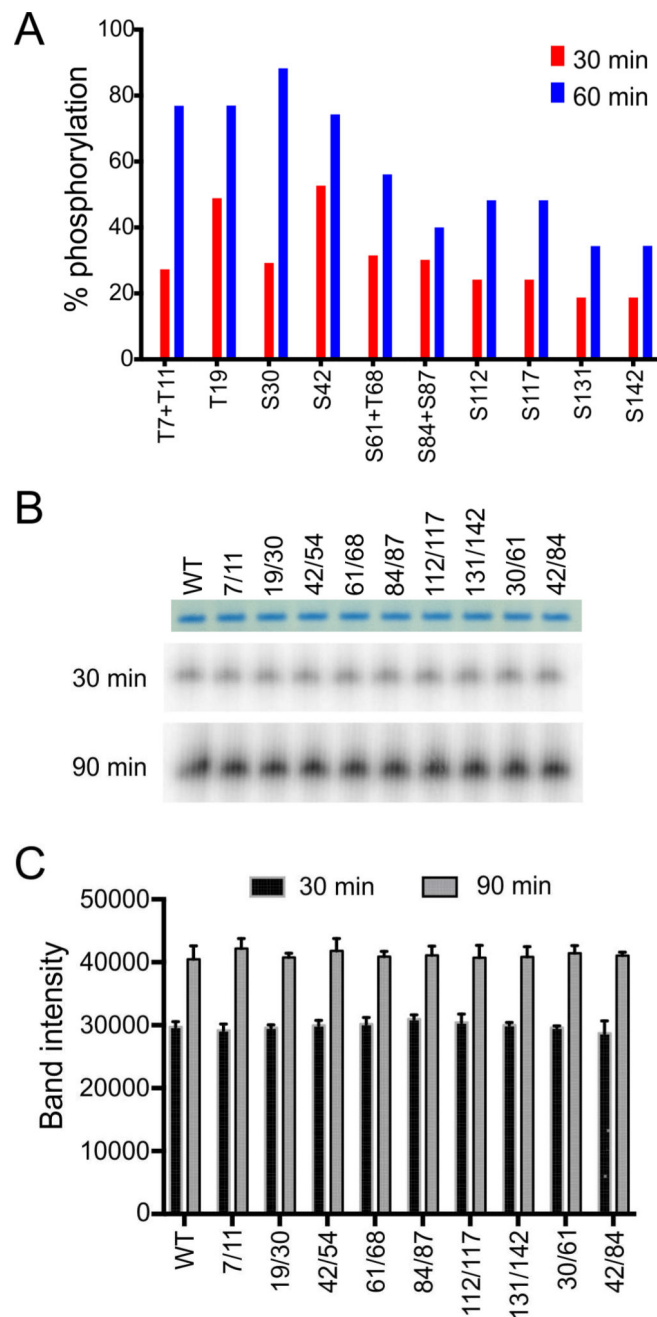 A
% phosphorylation
100
80
60
40
20
0
30 min
60 min
T7+T11
T19
S30
S42
S61+T68
S84+S87
S112
S117
S131
S142
B
WT
7/11
19/30
42/54
61/68
84/87
112/117
131/142
30/61
42/84
30 min
90 min
C
Band intensity
50000
40000
30000
20000
10000
0
30 min
90 min
WT
7/11
19/30
42/54
61/68
84/87
112/117
131/142
30/61
42/84